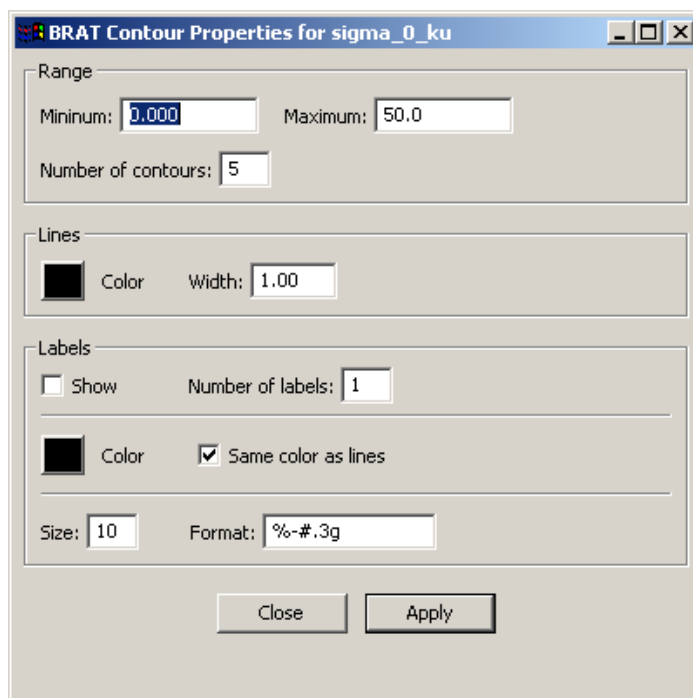 BRAT Contour Properties for sigma_0_ku
Range
Mininum: 0.000 Maximum: 50.0
Number of contours: 5
Lines
Color Width: 1.00
Labels
Show Number of labels: 1
Color Same color as lines
Size: 10 Format: %-#.3g
Close Apply